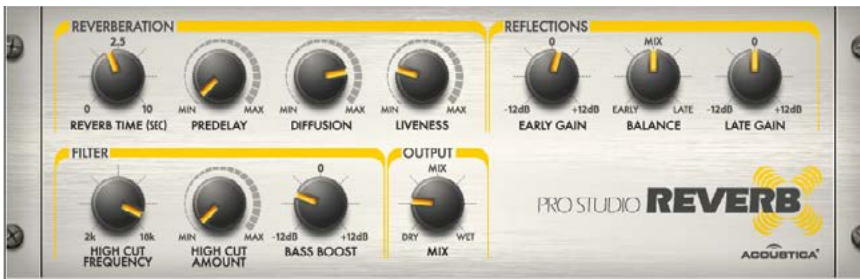 REVERBERATION
2.5
0 10
REVERB TIME (SEC)
MIN MAX
PREDELAY
MIN MAX
DIFFUSION
MIN MAX
LIVENESS
REFLECTIONS
0
-12dB +12dB
EARLY GAIN
MIX
EARLY LATE
BALANCE
0
-12dB +12dB
LATE GAIN
FILTER
2k 18k
HIGH CUT
FREQUENCY
MIN MAX
HIGH CUT
AMOUNT
0
-12dB +12dB
BASS BOOST
OUTPUT
MIX
DRY WET
MIX
PRO STUDIO REVERB
ACOUSTICA